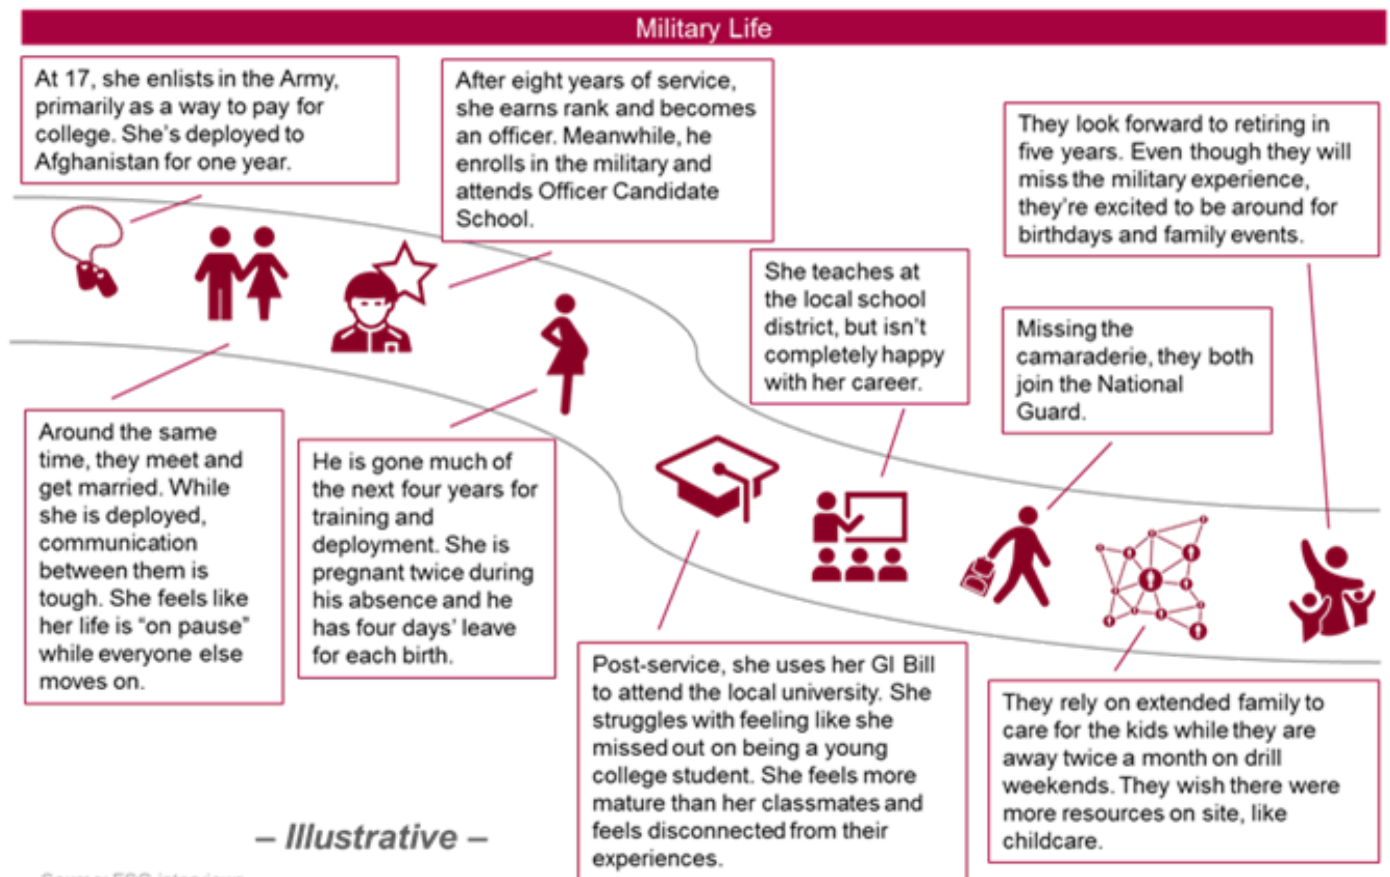 Military Life
At 17, she enlists in the Army,
primarily as a way to pay for
college. She's deployed to
Afghanistan for one year.
After eight years of service,
she earns rank and becomes
an officer. Meanwhile, he
enrolls in the military and
attends Officer Candidate
School.
They look forward to retiring in
five years. Even though they will
miss the military experience,
they're excited to be around for
birthdays and family events.
She teaches at
the local school
district, but isn't
completely happy
with her career.
Missing the
camaraderie, they both
join the National
Guard.
Around the same
time, they meet and
get married. While
she is deployed,
communication
between them is
tough. She feels like
her life is "on pause"
while everyone else
moves on.
He is gone much of
the next four years for
training and
deployment. She is
pregnant twice during
his absence and he
has four days' leave
for each birth.
Post-service, she uses her GI Bill
to attend the local university. She
struggles with feeling like she
missed out on being a young
college student. She feels more
mature than her classmates and
feels disconnected from their
experiences.
They rely on extended family to
care for the kids while they are
away twice a month on drill
weekends. They wish there were
more resources on site, like
childcare.
– Illustrative –